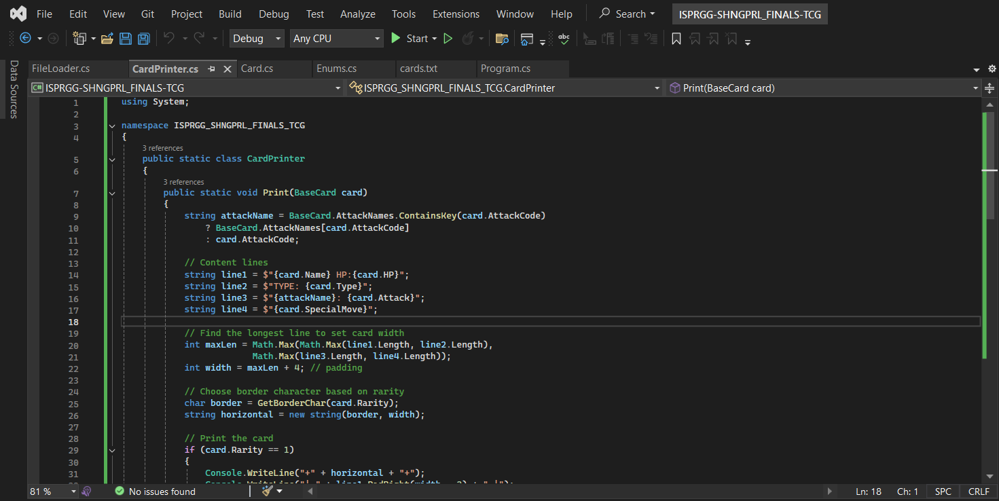 File Edit View Git Project Build Debug Test Analyze Tools Extensions Window Help Search ISPRGG-SHNGPRL_FINALS-TCG
Debug Any CPU Start abc
Data Sources
FileLoader.cs CardPrinter.cs Card.cs Enums.cs cards.txt Program.cs
C# ISPRGG-SHNGPRL_FINALS-TCG ISPRGG_SHNGPRL_FINALS_TCG.CardPrinter Print(BaseCard card)
1 using System;
2
3 namespace ISPRGG_SHNGPRL_FINALS_TCG
4 {
3 references
5 public static class CardPrinter
6 {
3 references
7 public static void Print(BaseCard card)
8 {
9 string attackName = BaseCard.AttackNames.ContainsKey(card.AttackCode)
10 ? BaseCard.AttackNames[card.AttackCode]
11 : card.AttackCode;
12
13 // Content lines
14 string line1 = $"{card.Name} HP:{card.HP}";
15 string line2 = $"TYPE: {card.Type}";
16 string line3 = $"{attackName}: {card.Attack}";
17 string line4 = $"{card.SpecialMove}";
18
19 // Find the longest line to set card width
20 int maxLen = Math.Max(Math.Max(line1.Length, line2.Length),
21 Math.Max(line3.Length, line4.Length));
22 int width = maxLen + 4; // padding
23
24 // Choose border character based on rarity
25 char border = GetBorderChar(card.Rarity);
26 string horizontal = new string(border, width);
27
28 // Print the card
29 if (card.Rarity == 1)
30 {
31 Console.WriteLine("+" + horizontal + "+");
81 % No issues found Ln: 18 Ch: 1 SPC CRLF